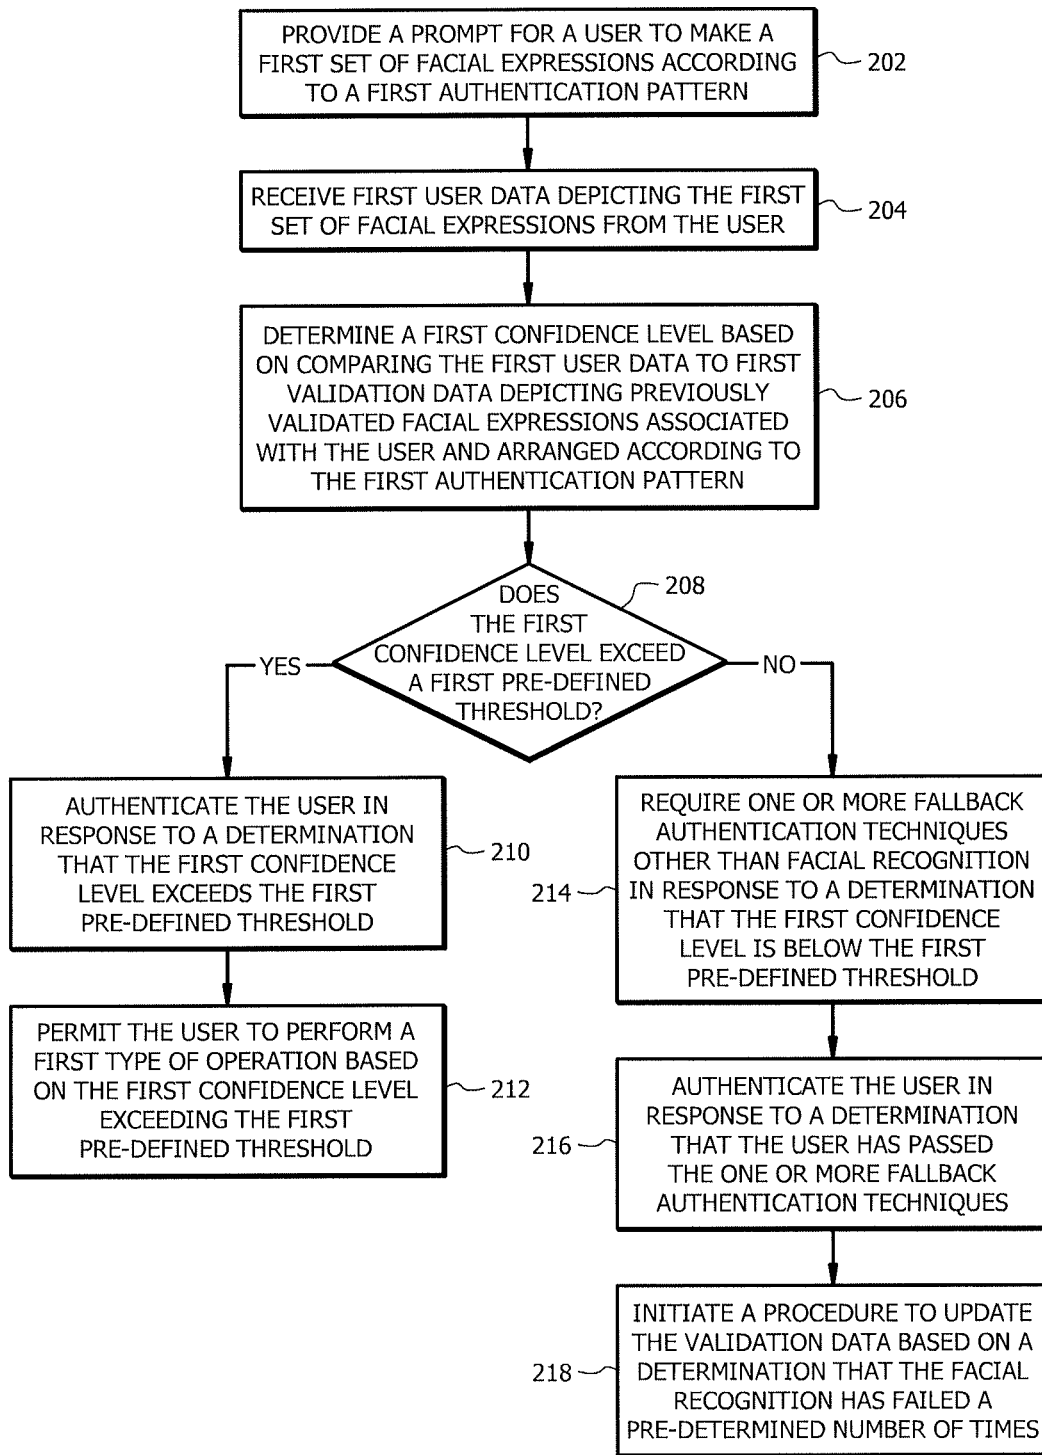 PROVIDE A PROMPT FOR A USER TO MAKE A
FIRST SET OF FACIAL EXPRESSIONS ACCORDING
TO A FIRST AUTHENTICATION PATTERN
202
RECEIVE FIRST USER DATA DEPICTING THE FIRST
SET OF FACIAL EXPRESSIONS FROM THE USER
204
DETERMINE A FIRST CONFIDENCE LEVEL BASED
ON COMPARING THE FIRST USER DATA TO FIRST
VALIDATION DATA DEPICTING PREVIOUSLY
VALIDATED FACIAL EXPRESSIONS ASSOCIATED
WITH THE USER AND ARRANGED ACCORDING TO
THE FIRST AUTHENTICATION PATTERN
206
DOES
THE FIRST
CONFIDENCE LEVEL EXCEED
A FIRST PRE-DEFINED
THRESHOLD?
208
YES
NO
AUTHENTICATE THE USER IN
RESPONSE TO A DETERMINATION
THAT THE FIRST CONFIDENCE
LEVEL EXCEEDS THE FIRST
PRE-DEFINED THRESHOLD
210
PERMIT THE USER TO PERFORM A
FIRST TYPE OF OPERATION BASED
ON THE FIRST CONFIDENCE LEVEL
EXCEEDING THE FIRST
PRE-DEFINED THRESHOLD
212
REQUIRE ONE OR MORE FALLBACK
AUTHENTICATION TECHNIQUES
OTHER THAN FACIAL RECOGNITION
IN RESPONSE TO A DETERMINATION
THAT THE FIRST CONFIDENCE
LEVEL IS BELOW THE FIRST
PRE-DEFINED THRESHOLD
214
AUTHENTICATE THE USER IN
RESPONSE TO A DETERMINATION
THAT THE USER HAS PASSED
THE ONE OR MORE FALLBACK
AUTHENTICATION TECHNIQUES
216
INITIATE A PROCEDURE TO UPDATE
THE VALIDATION DATA BASED ON A
DETERMINATION THAT THE FACIAL
RECOGNITION HAS FAILED A
PRE-DETERMINED NUMBER OF TIMES
218